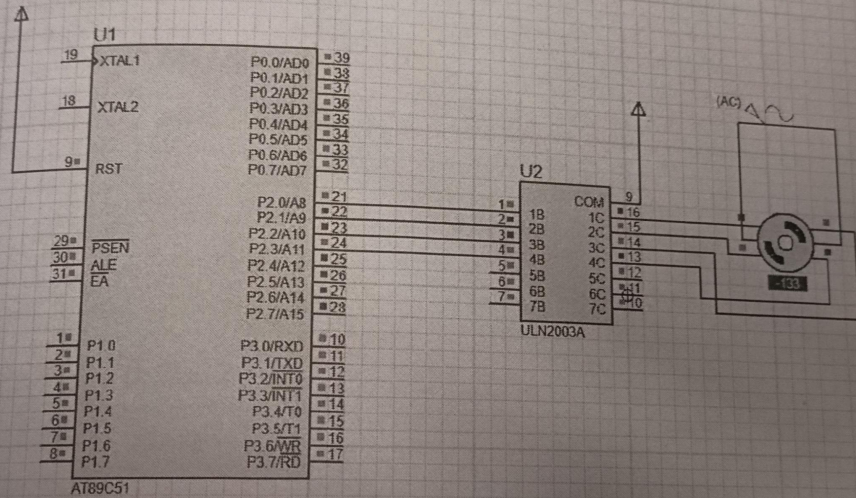 U1
19 XTAL1
18 XTAL2
9 RST
29 PSEN
30 ALE
31 EA
1 P1.0
2 P1.1
3 P1.2
4 P1.3
5 P1.4
6 P1.5
7 P1.6
8 P1.7
P0.0/AD0 39
P0.1/AD1 38
P0.2/AD2 37
P0.3/AD3 36
P0.4/AD4 35
P0.5/AD5 34
P0.6/AD6 33
P0.7/AD7 32
P2.0/A8 21
P2.1/A9 22
P2.2/A10 23
P2.3/A11 24
P2.4/A12 25
P2.5/A13 26
P2.6/A14 27
P2.7/A15 28
P3.0/RXD 10
P3.1/TXD 11
P3.2/INT0 12
P3.3/INT1 13
P3.4/T0 14
P3.5/T1 15
P3.6/WR 16
P3.7/RD 17
AT89C51
U2
1 1B
2 2B
3 3B
4 4B
5 5B
6 6B
7 7B
COM 9
1C 16
2C 15
3C 14
4C 13
5C 12
6C 11
7C 10
ULN2003A
(AC)
-133